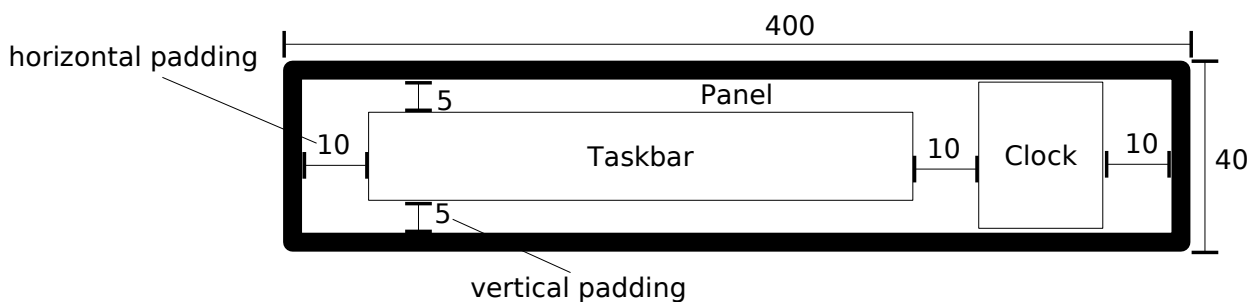 400
horizontal padding
5
Panel
10
Taskbar
10
Clock
10
40
5
vertical padding